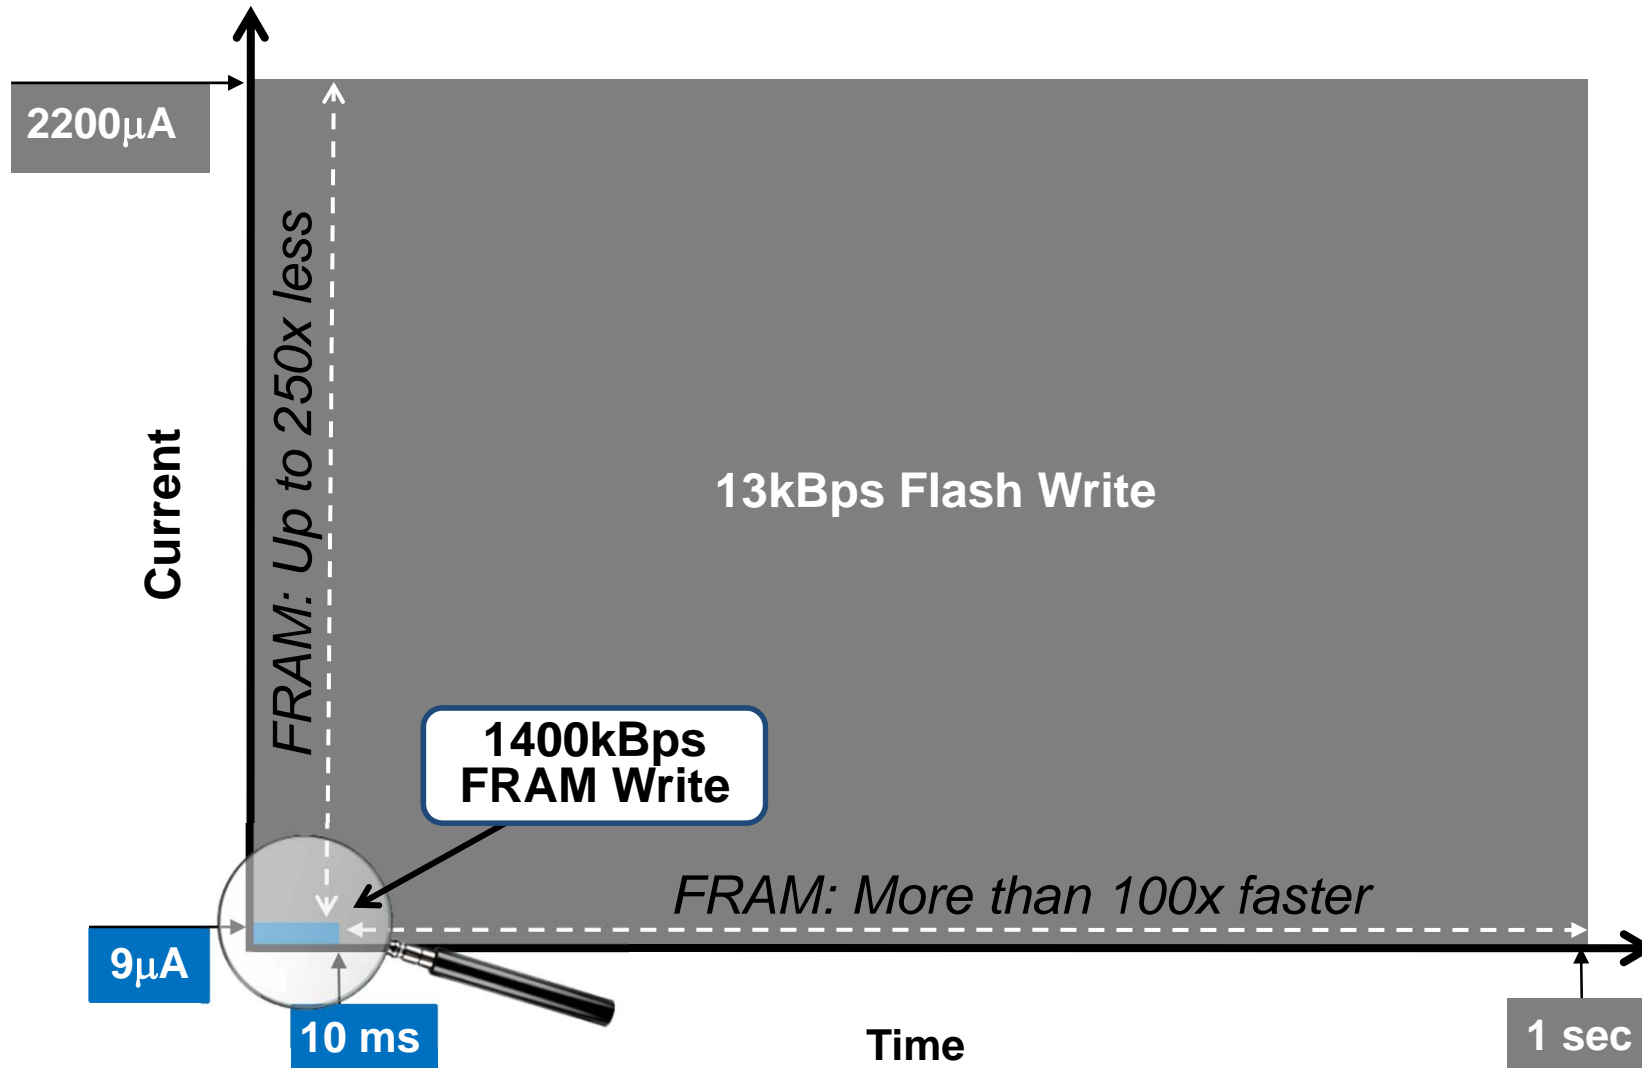 2200μA
FRAM: Up to 250x less
Current
13kBps Flash Write
1400kBps
FRAM Write
FRAM: More than 100x faster
9μA
10 ms
Time
1 sec